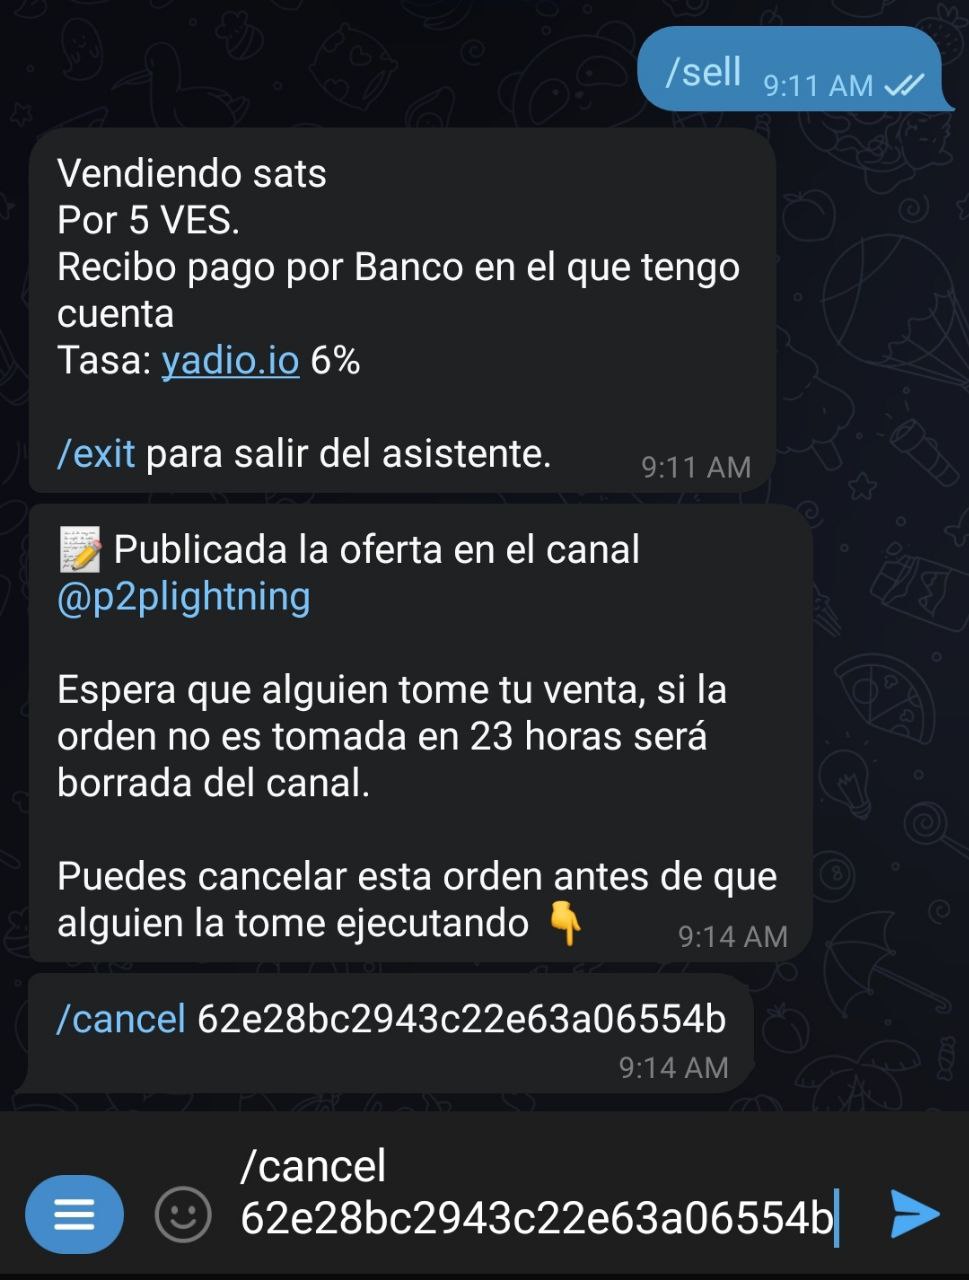 /sell 9:11 AM
Vendiendo sats
Por 5 VES.
Recibo pago por Banco en el que tengo
cuenta
Tasa: yadio.io 6%
/exit para salir del asistente.
9:11 AM
Publicada la oferta en el canal
@p2plightning
Espera que alguien tome tu venta, si la
orden no es tomada en 23 horas será
borrada del canal.
Puedes cancelar esta orden antes de que
alguien la tome ejecutando 👇
9:14 AM
/cancel 62e28bc2943c22e63a06554b
9:14 AM
/cancel
62e28bc2943c22e63a06554b